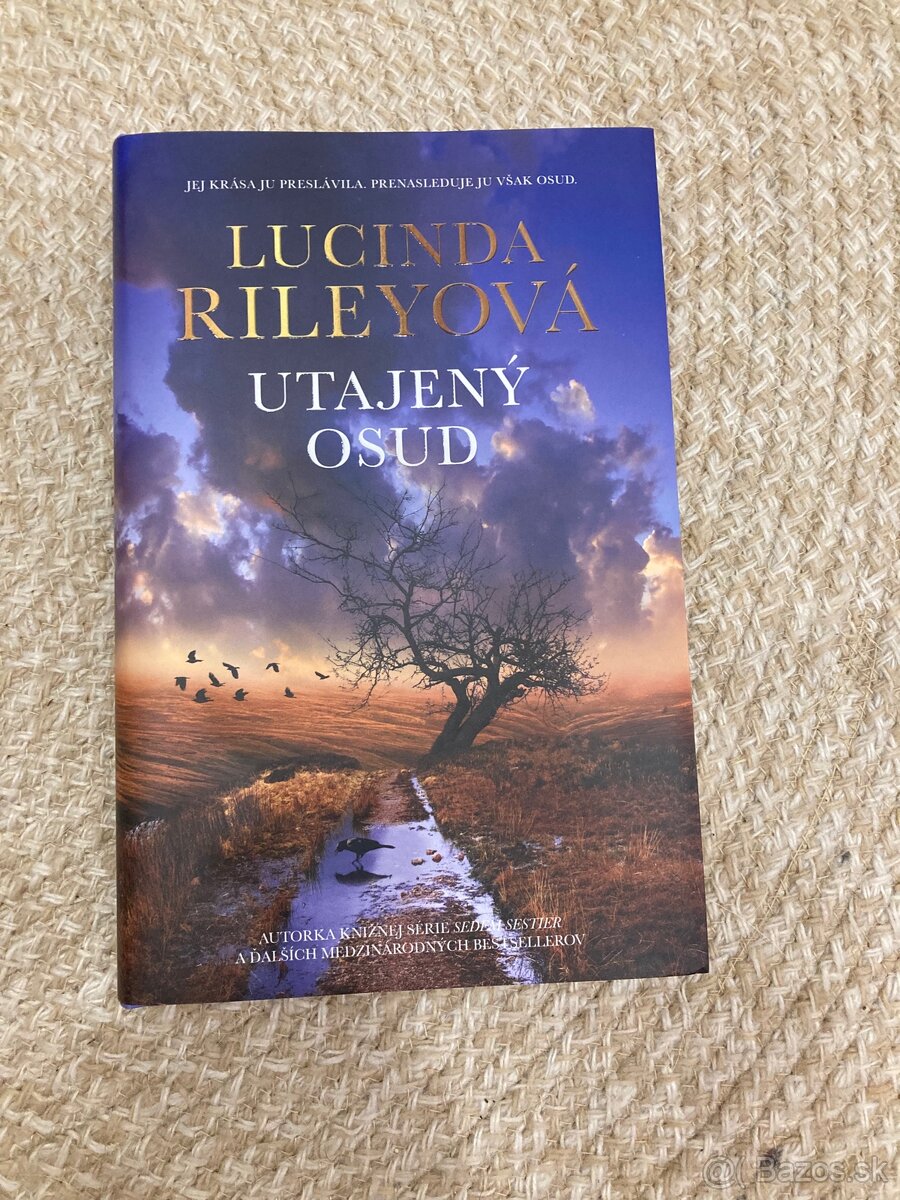 JEJ KRÁSA JU PRESLÁVILA. PRENASLEDUJE JU VŠAK OSUD.
LUCINDA
RILEYOVÁ
UTAJENÝ
OSUD
AUTORKA KNIŽNEJ SÉRIE SEDEM SESTIER
A ĎALŠÍCH MEDZINÁRODNÝCH BESTSELLEROV
Bazos.sk